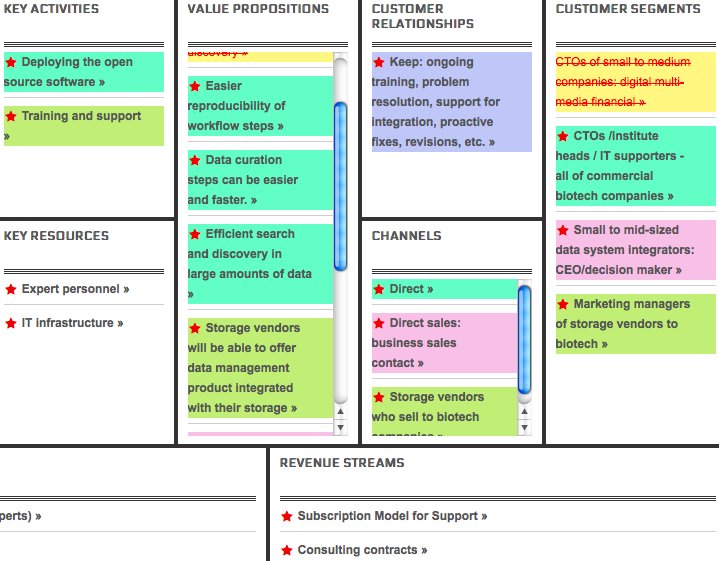 KEY ACTIVITIES
Deploying the open
source software »
Training and support
»
KEY RESOURCES
Expert personnel »
IT infrastructure »
VALUE PROPOSITIONS
discovery »
Easier
reproducibility of
workflow steps »
Data curation
steps can be easier
and faster. »
Efficient search
and discovery in
large amounts of data
»
Storage vendors
will be able to offer
data management
product integrated
with their storage »
CUSTOMER
RELATIONSHIPS
Keep: ongoing
training, problem
resolution, support for
integration, proactive
fixes, revisions, etc. »
CHANNELS
Direct »
Direct sales:
business sales
contact »
Storage vendors
who sell to biotech
companies »
CUSTOMER SEGMENTS
CTOs of small to medium
companies: digital multi-
media financial »
CTOs /institute
heads / IT supporters -
all of commercial
biotech companies »
Small to mid-sized
data system integrators:
CEO/decision maker »
Marketing managers
of storage vendors to
biotech »
perts) »
REVENUE STREAMS
Subscription Model for Support »
Consulting contracts »